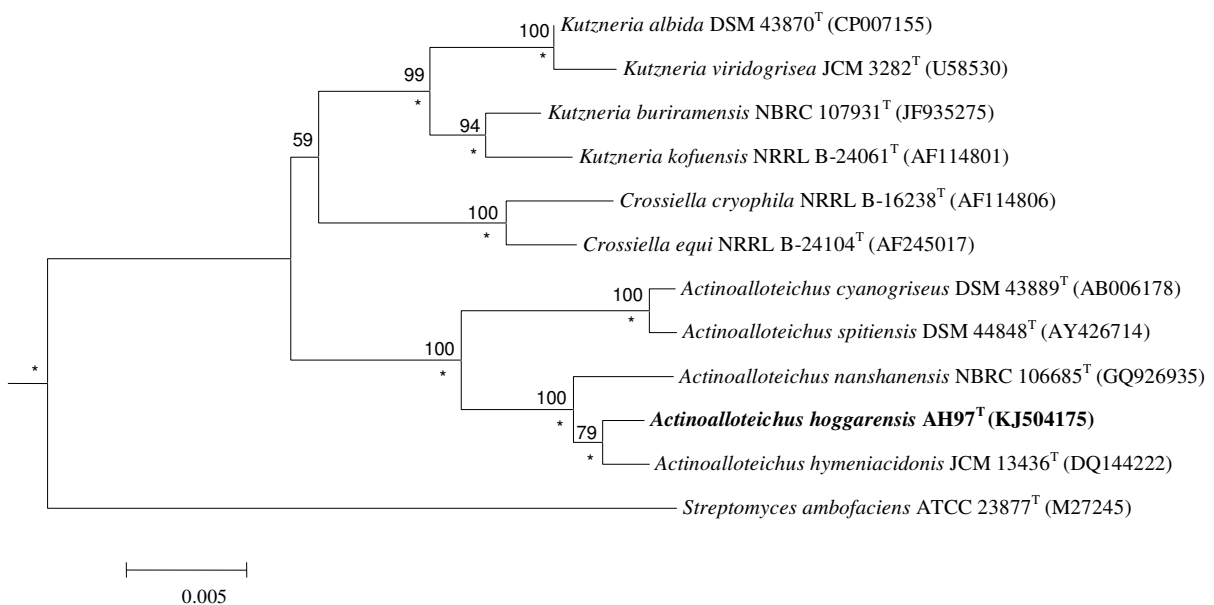 100 Kutzneria albida DSM 43870T (CP007155)
*
Kutzneria viridogrisea JCM 3282T (U58530)
99
*
Kutzneria buriramensis NBRC 107931T (JF935275)
94
*
59
Kutzneria kofuensis NRRL B-24061T (AF114801)
Crossiella cryophila NRRL B-16238T (AF114806)
100
*
Crossiella equi NRRL B-24104T (AF245017)
Actinoalloteichus cyanogriseus DSM 43889T (AB006178)
100
*
Actinoalloteichus spitiensis DSM 44848T (AY426714)
100
*
*
Actinoalloteichus nanshanensis NBRC 106685T (GQ926935)
100
*
Actinoalloteichus hoggarensis AH97T (KJ504175)
79
*
Actinoalloteichus hymeniacidonis JCM 13436T (DQ144222)
Streptomyces ambofaciens ATCC 23877T (M27245)
0.005